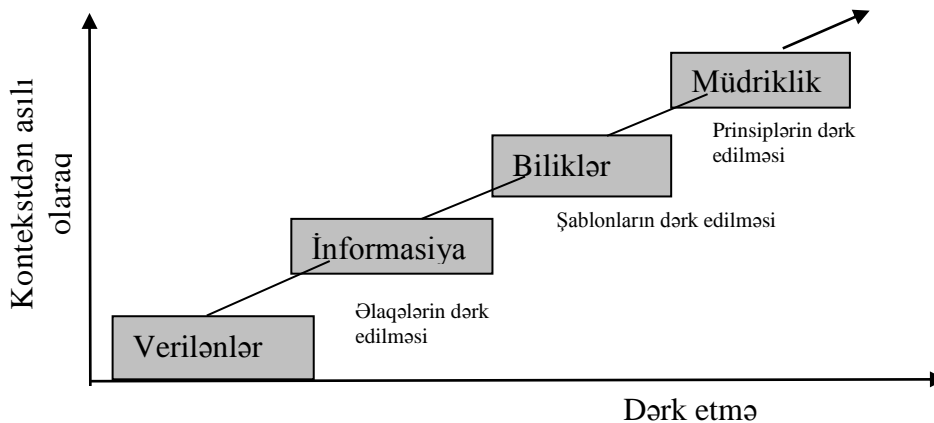 Kontekstdən asılı
olaraq
Müdriklik
Prinsiplərin dərk
edilməsi
Biliklər
Şablonların dərk edilməsi
İnformasiya
Əlaqələrin dərk
edilməsi
Verilənlər
Dərk etmə